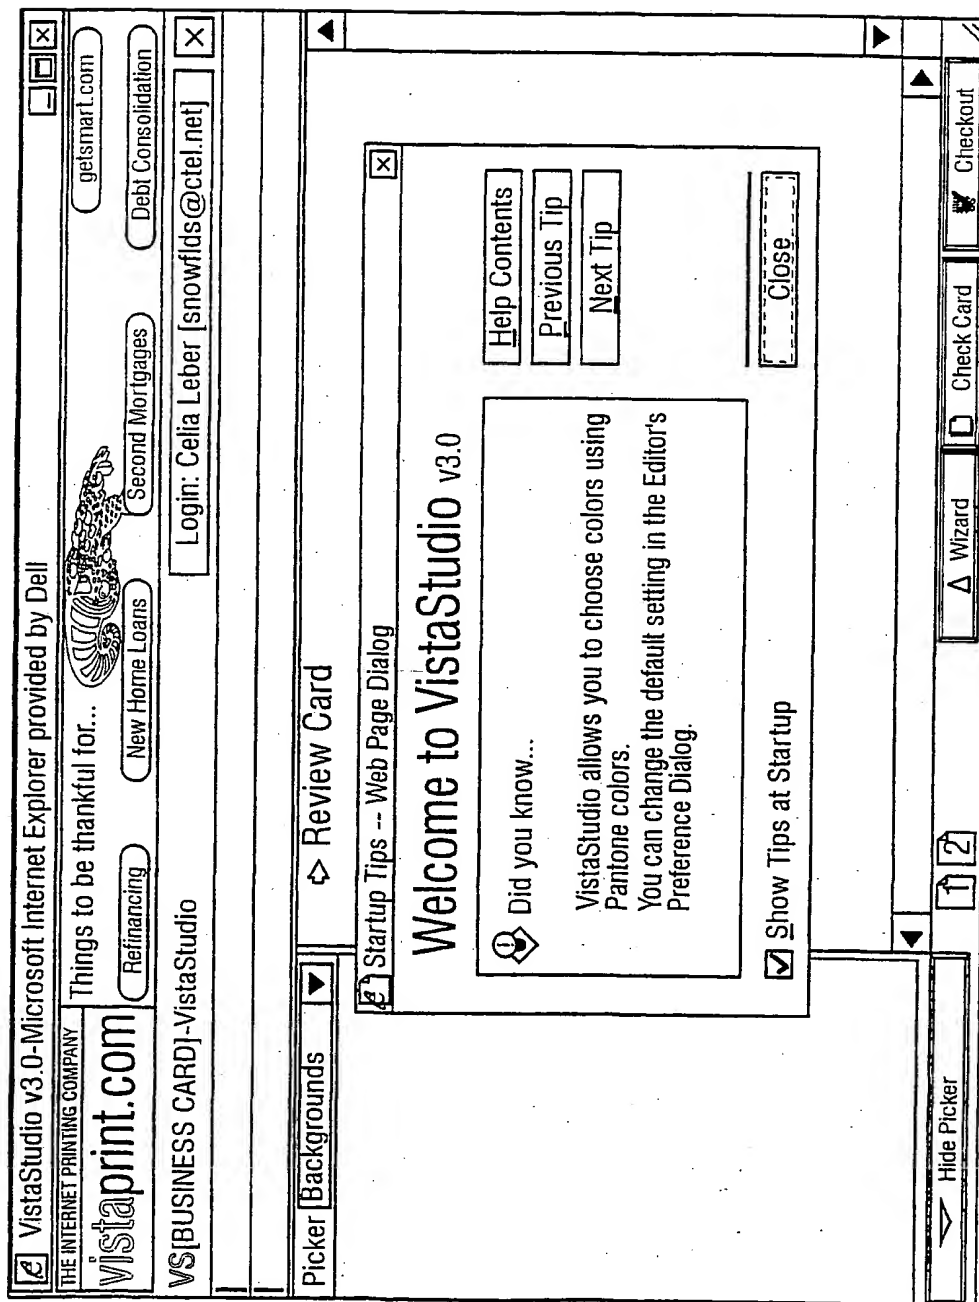 VistaStudio v3.0-Microsoft Internet Explorer provided by Dell
THE INTERNET PRINTING COMPANY
vistaprint.com
Things to be thankful for...
getsmart.com
Refinancing
New Home Loans
Second Mortgages
Debt Consolidation
VS[BUSINESS CARD]-VistaStudio
Login: Celia Leber [snowflds@ctel.net]
Picker Backgrounds
Review Card
Startup Tips -- Web Page Dialog
Welcome to VistaStudio v3.0
Did you know...
VistaStudio allows you to choose colors using
Pantone colors.
You can change the default setting in the Editor's
Preference Dialog.
Help Contents
Previous Tip
Next Tip
Show Tips at Startup
Close
Hide Picker
1 2
Wizard
Check Card
Checkout